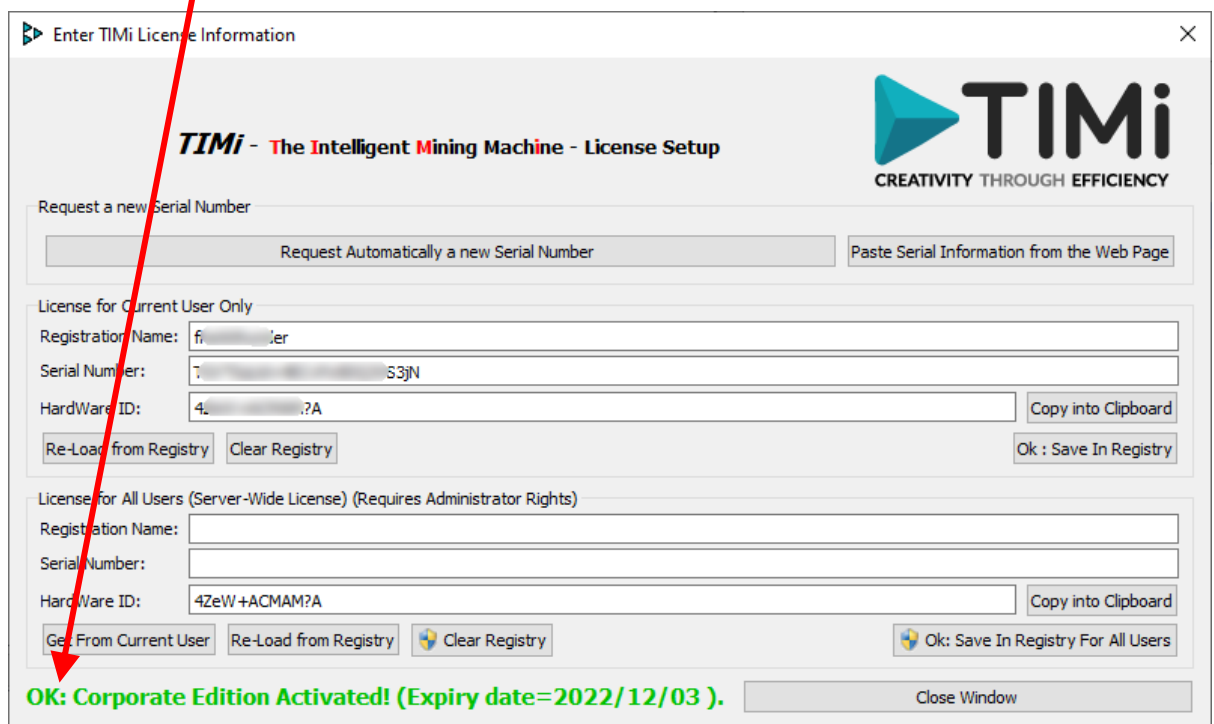 Enter TIMi License Information
TIMi
CREATIVITY THROUGH EFFICIENCY
TIMi - The Intelligent Mining Machine - License Setup
Request a new Serial Number
Request Automatically a new Serial Number
Paste Serial Information from the Web Page
License for Current User Only
Registration Name:
Serial Number:
HardWare ID:
Copy into Clipboard
Re-Load from Registry
Clear Registry
Ok : Save In Registry
License for All Users (Server-Wide License) (Requires Administrator Rights)
Registration Name:
Serial Number:
HardWare ID: 4ZeW+ACMAM?A
Copy into Clipboard
Get From Current User
Re-Load from Registry
Clear Registry
Ok: Save In Registry For All Users
OK: Corporate Edition Activated! (Expiry date=2022/12/03 ).
Close Window